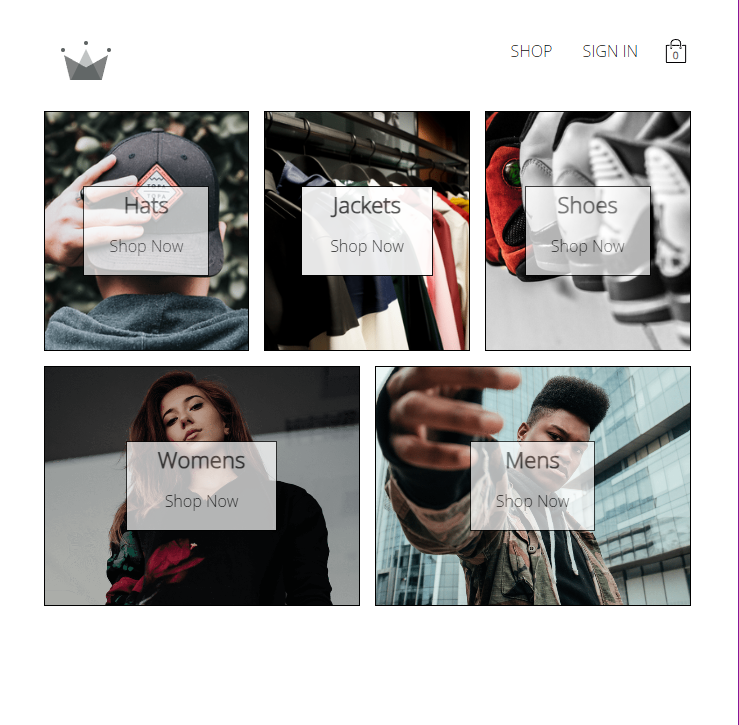 SHOP SIGN IN 0
Hats
Shop Now
Jackets
Shop Now
Shoes
Shop Now
Womens
Shop Now
Mens
Shop Now